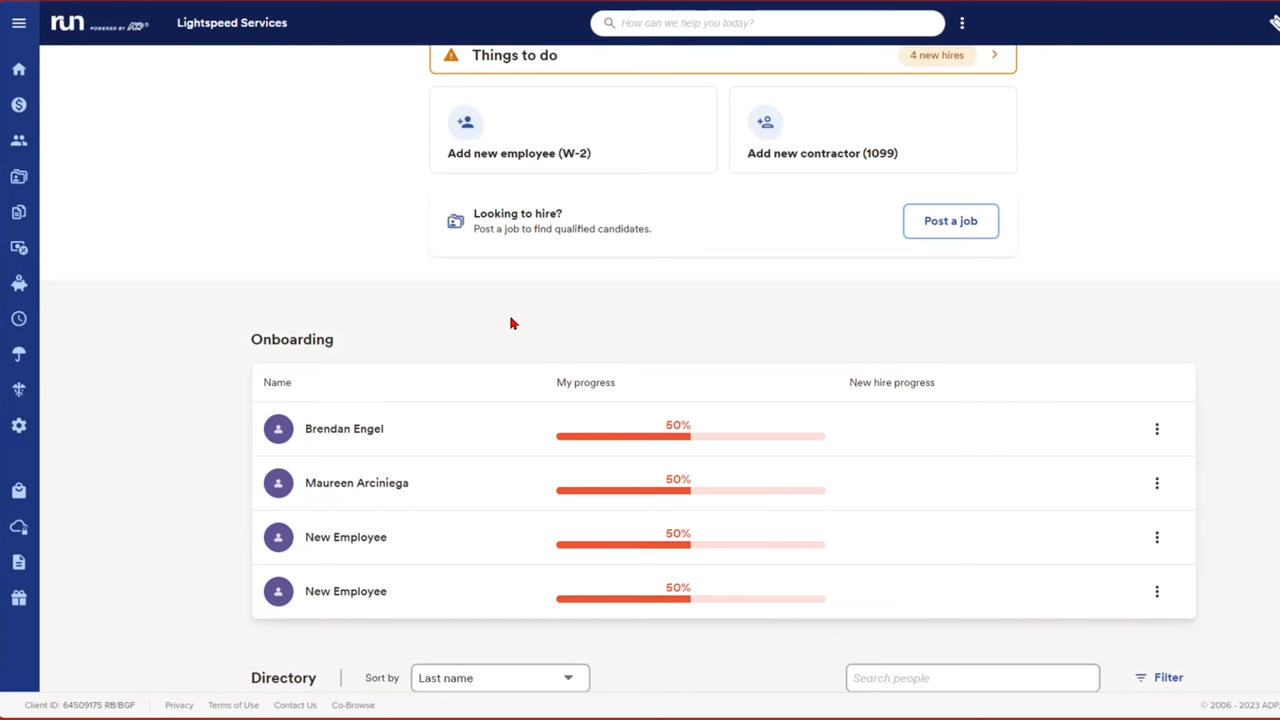 run POWERED BY ADP®
Lightspeed Services
How can we help you today?
Things to do
4 new hires
Add new employee (W-2)
Add new contractor (1099)
Looking to hire?
Post a job to find qualified candidates.
Post a job
Onboarding
Name
My progress
New hire progress
Brendan Engel
50%
Maureen Arciniega
50%
New Employee
50%
New Employee
50%
Directory
Sort by
Last name
Search people
Filter
Client ID: 64509175 RB/BGF
Privacy
Terms of Use
Contact Us
Co-Browse
© 2006 - 2023 ADP,